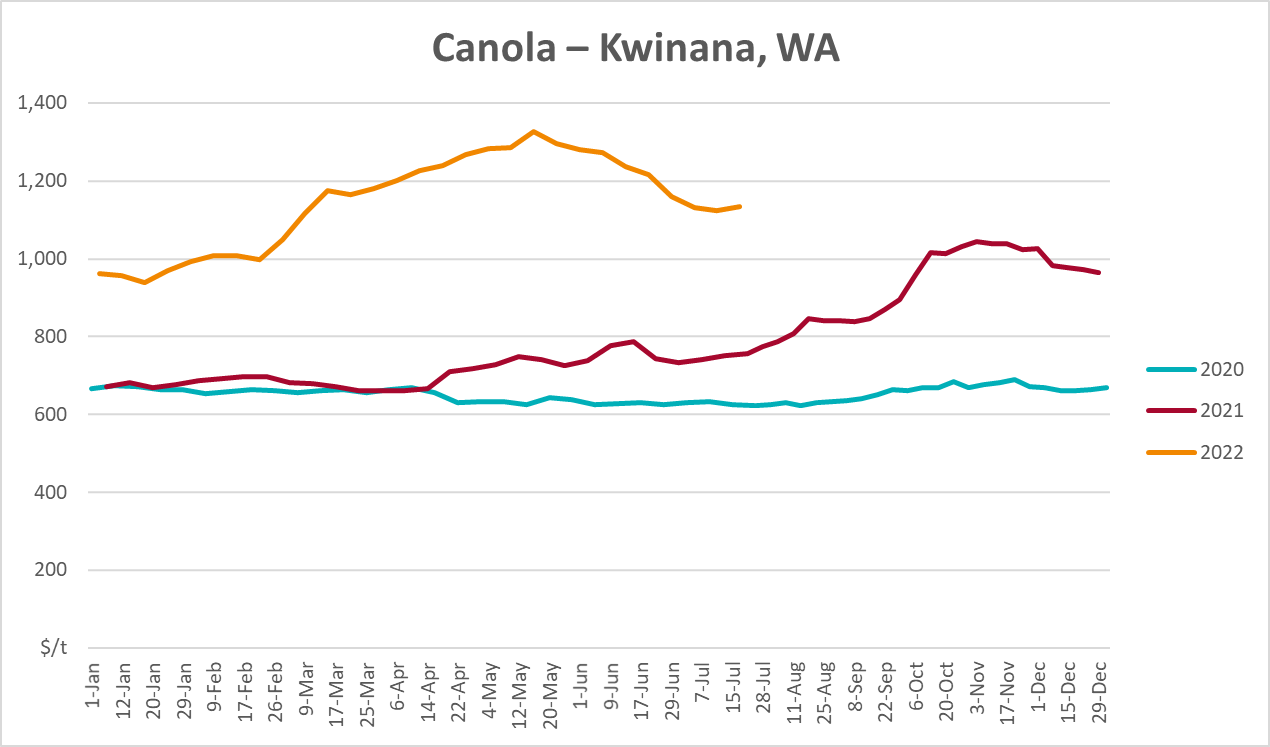 Canola – Kwinana, WA
1,400
1,200
1,000
800
600
400
200
$/t
1-Jan
12-Jan
20-Jan
29-Jan
9-Feb
17-Feb
26-Feb
9-Mar
17-Mar
25-Mar
6-Apr
14-Apr
22-Apr
4-May
12-May
20-May
1-Jun
9-Jun
17-Jun
29-Jun
7-Jul
15-Jul
28-Jul
11-Aug
25-Aug
8-Sep
22-Sep
6-Oct
20-Oct
3-Nov
17-Nov
1-Dec
15-Dec
29-Dec
2020
2021
2022